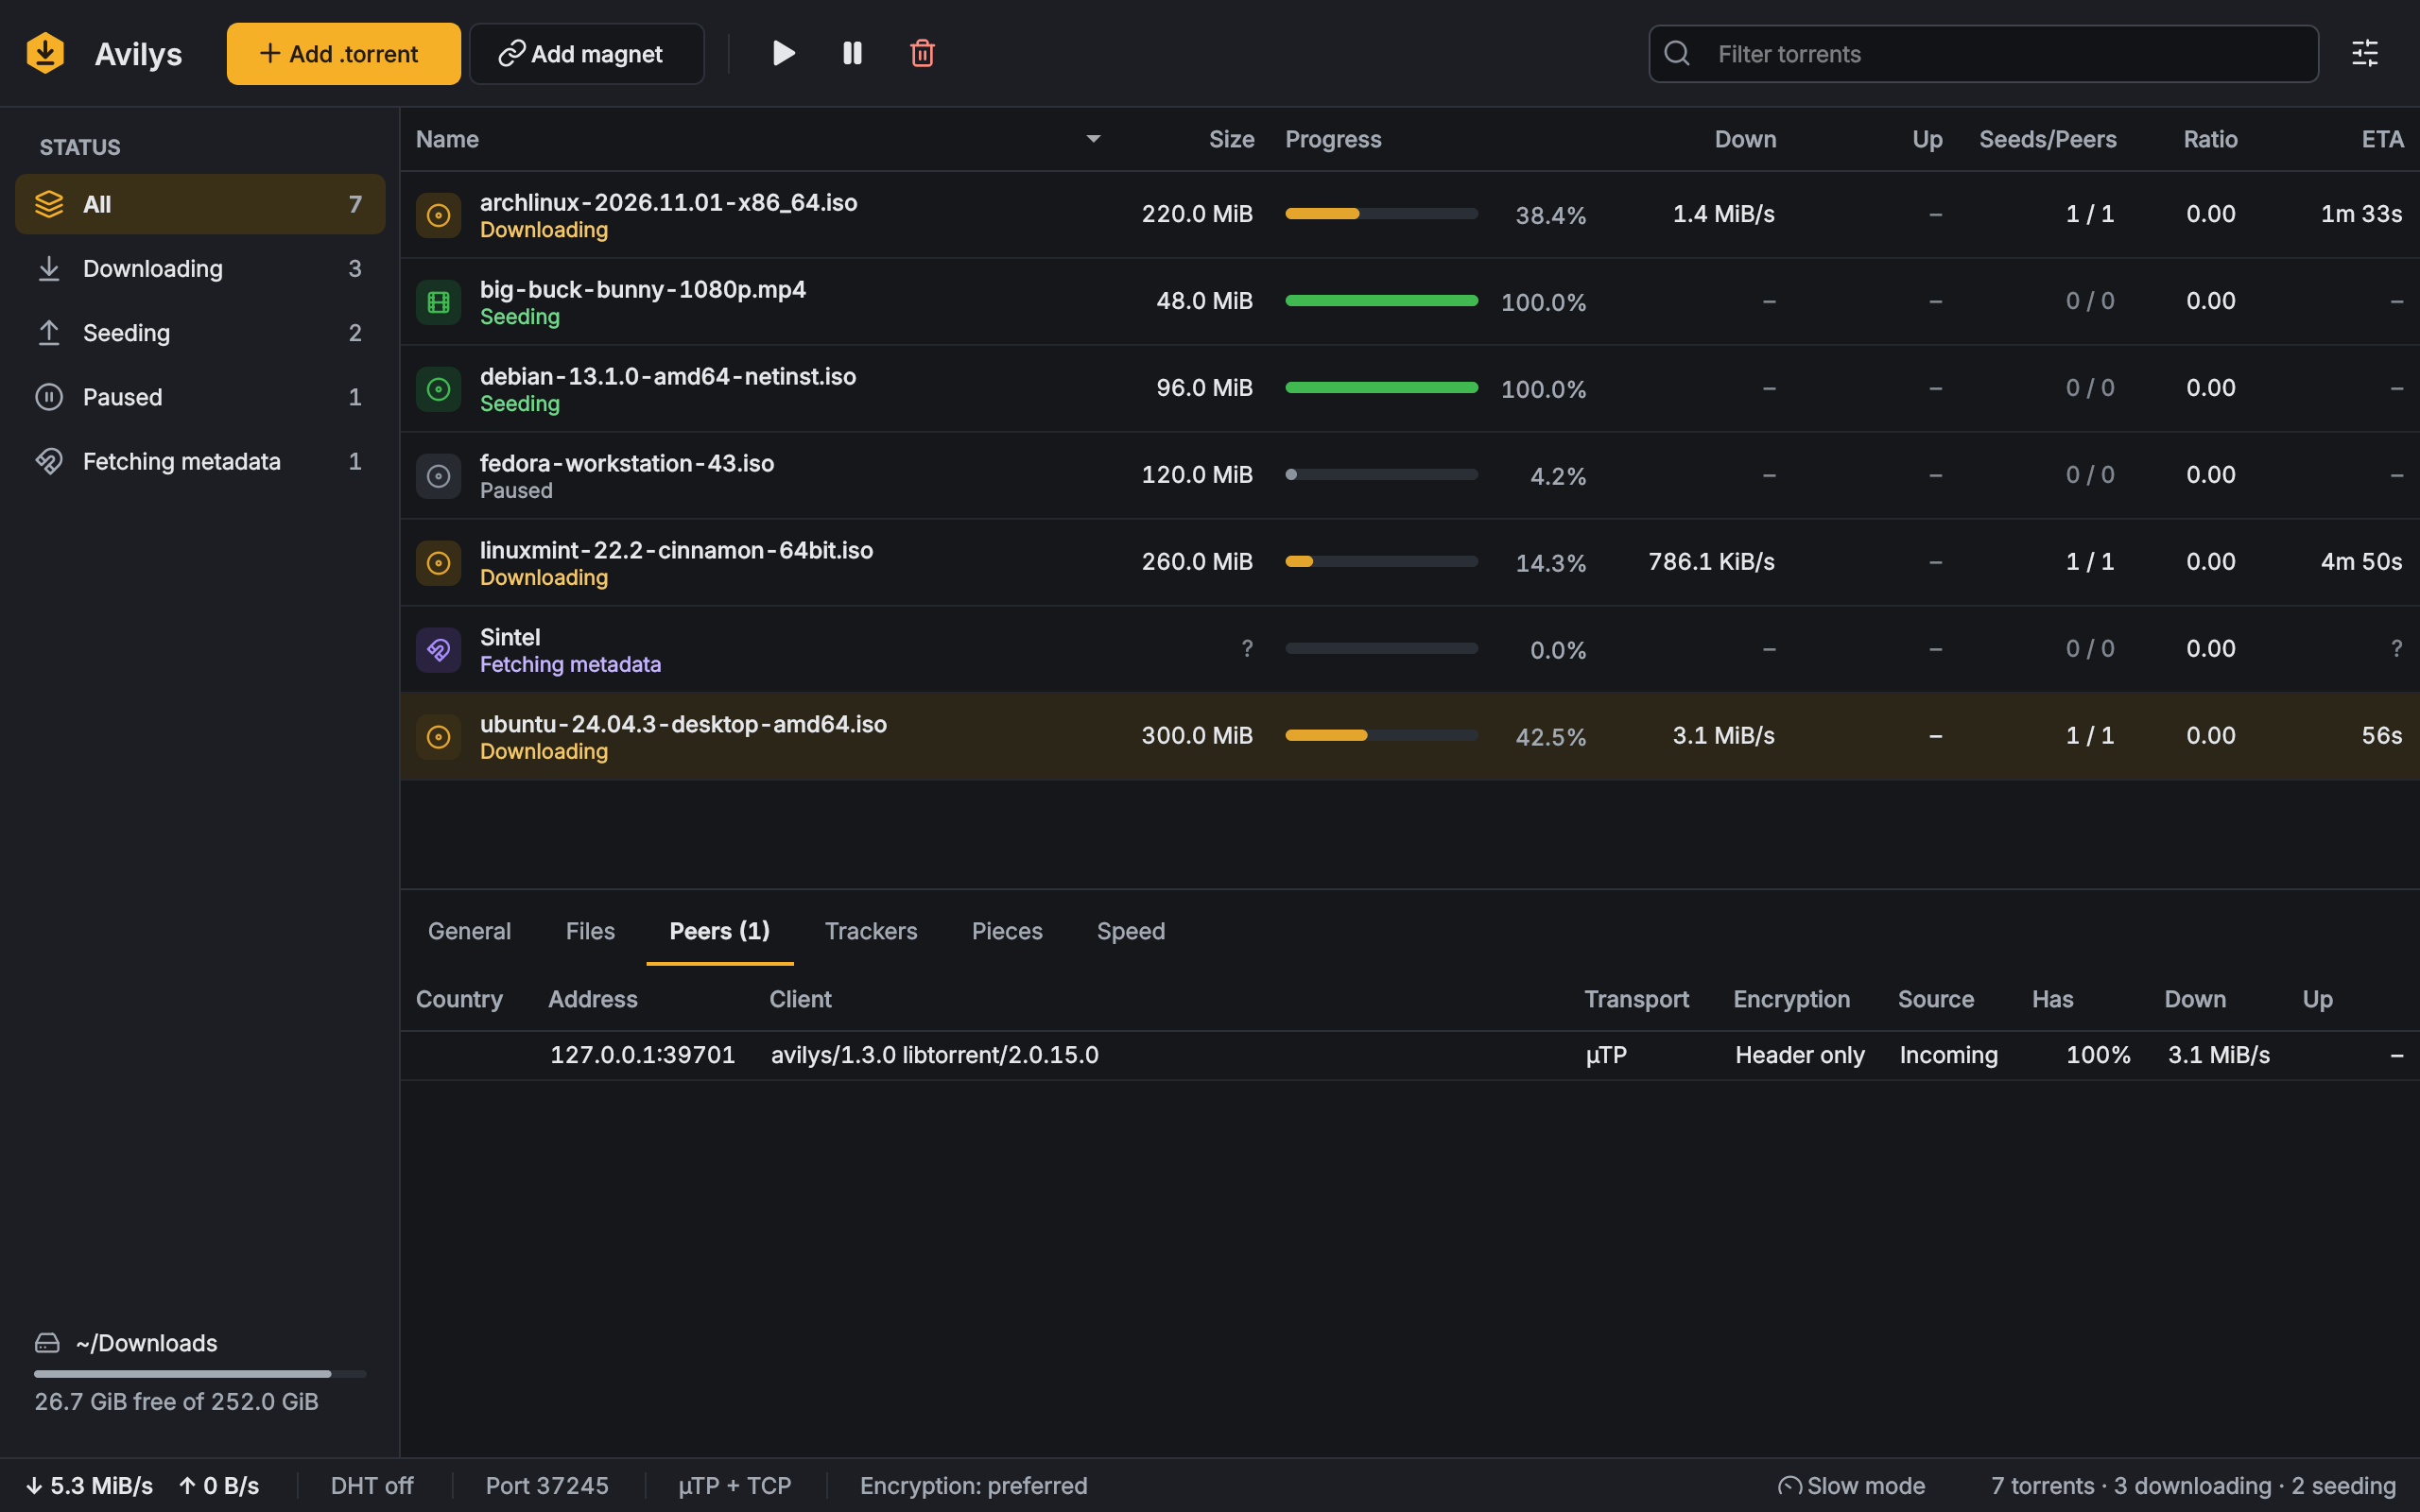 Avilys
Add .torrent
Add magnet
Filter torrents
STATUS
All 7
Downloading 3
Seeding 2
Paused 1
Fetching metadata 1
Name Size Progress Down Up Seeds/Peers Ratio ETA
archlinux-2026.11.01-x86_64.iso
Downloading
220.0 MiB 38.4% 1.4 MiB/s – 1 / 1 0.00 1m 33s
big-buck-bunny-1080p.mp4
Seeding
48.0 MiB 100.0% – – 0 / 0 0.00 –
debian-13.1.0-amd64-netinst.iso
Seeding
96.0 MiB 100.0% – – 0 / 0 0.00 –
fedora-workstation-43.iso
Paused
120.0 MiB 4.2% – – 0 / 0 0.00 –
linuxmint-22.2-cinnamon-64bit.iso
Downloading
260.0 MiB 14.3% 786.1 KiB/s – 1 / 1 0.00 4m 50s
Sintel
Fetching metadata
? 0.0% – – 0 / 0 0.00 ?
ubuntu-24.04.3-desktop-amd64.iso
Downloading
300.0 MiB 42.5% 3.1 MiB/s – 1 / 1 0.00 56s
General Files Peers (1) Trackers Pieces Speed
Country Address Client Transport Encryption Source Has Down Up
127.0.0.1:39701 avilys/1.3.0 libtorrent/2.0.15.0 µTP Header only Incoming 100% 3.1 MiB/s –
~/Downloads
26.7 GiB free of 252.0 GiB
5.3 MiB/s 0 B/s DHT off Port 37245 µTP + TCP Encryption: preferred Slow mode 7 torrents · 3 downloading · 2 seeding